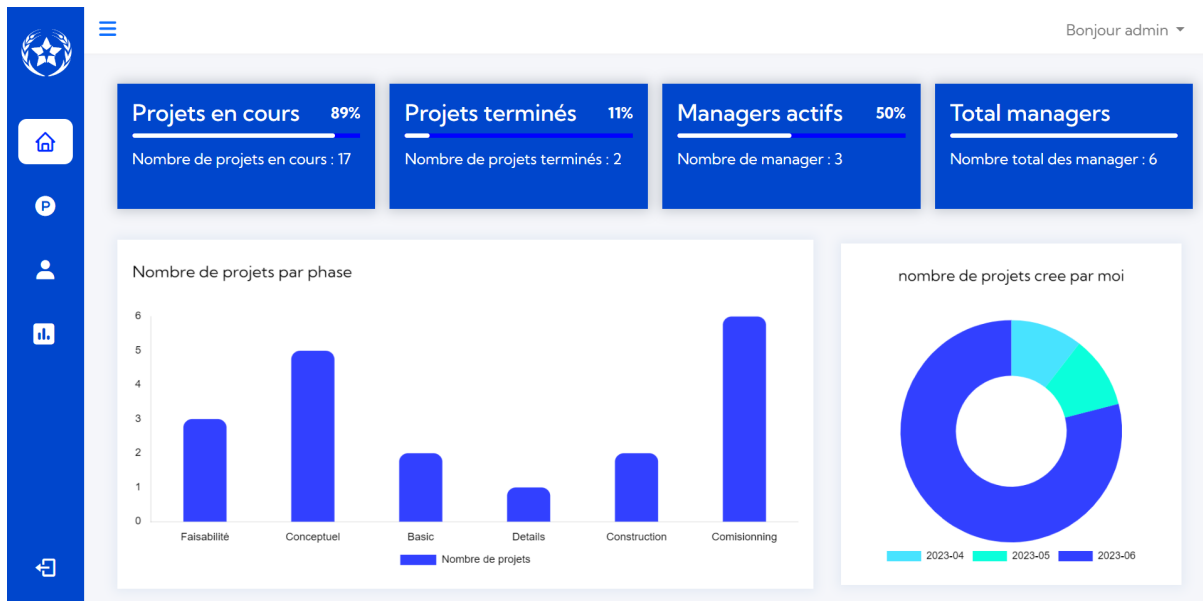 Bonjour admin
Projets en cours 89%
Nombre de projets en cours : 17
Projets terminés 11%
Nombre de projets terminés : 2
Managers actifs 50%
Nombre de manager : 3
Total managers
Nombre total des manager : 6
P
Nombre de projets par phase
6
5
4
3
2
1
0
Faisabilité Conceptuel Basic Details Construction Comisionning
Nombre de projets
nombre de projets cree par moi
2023-04 2023-05 2023-06